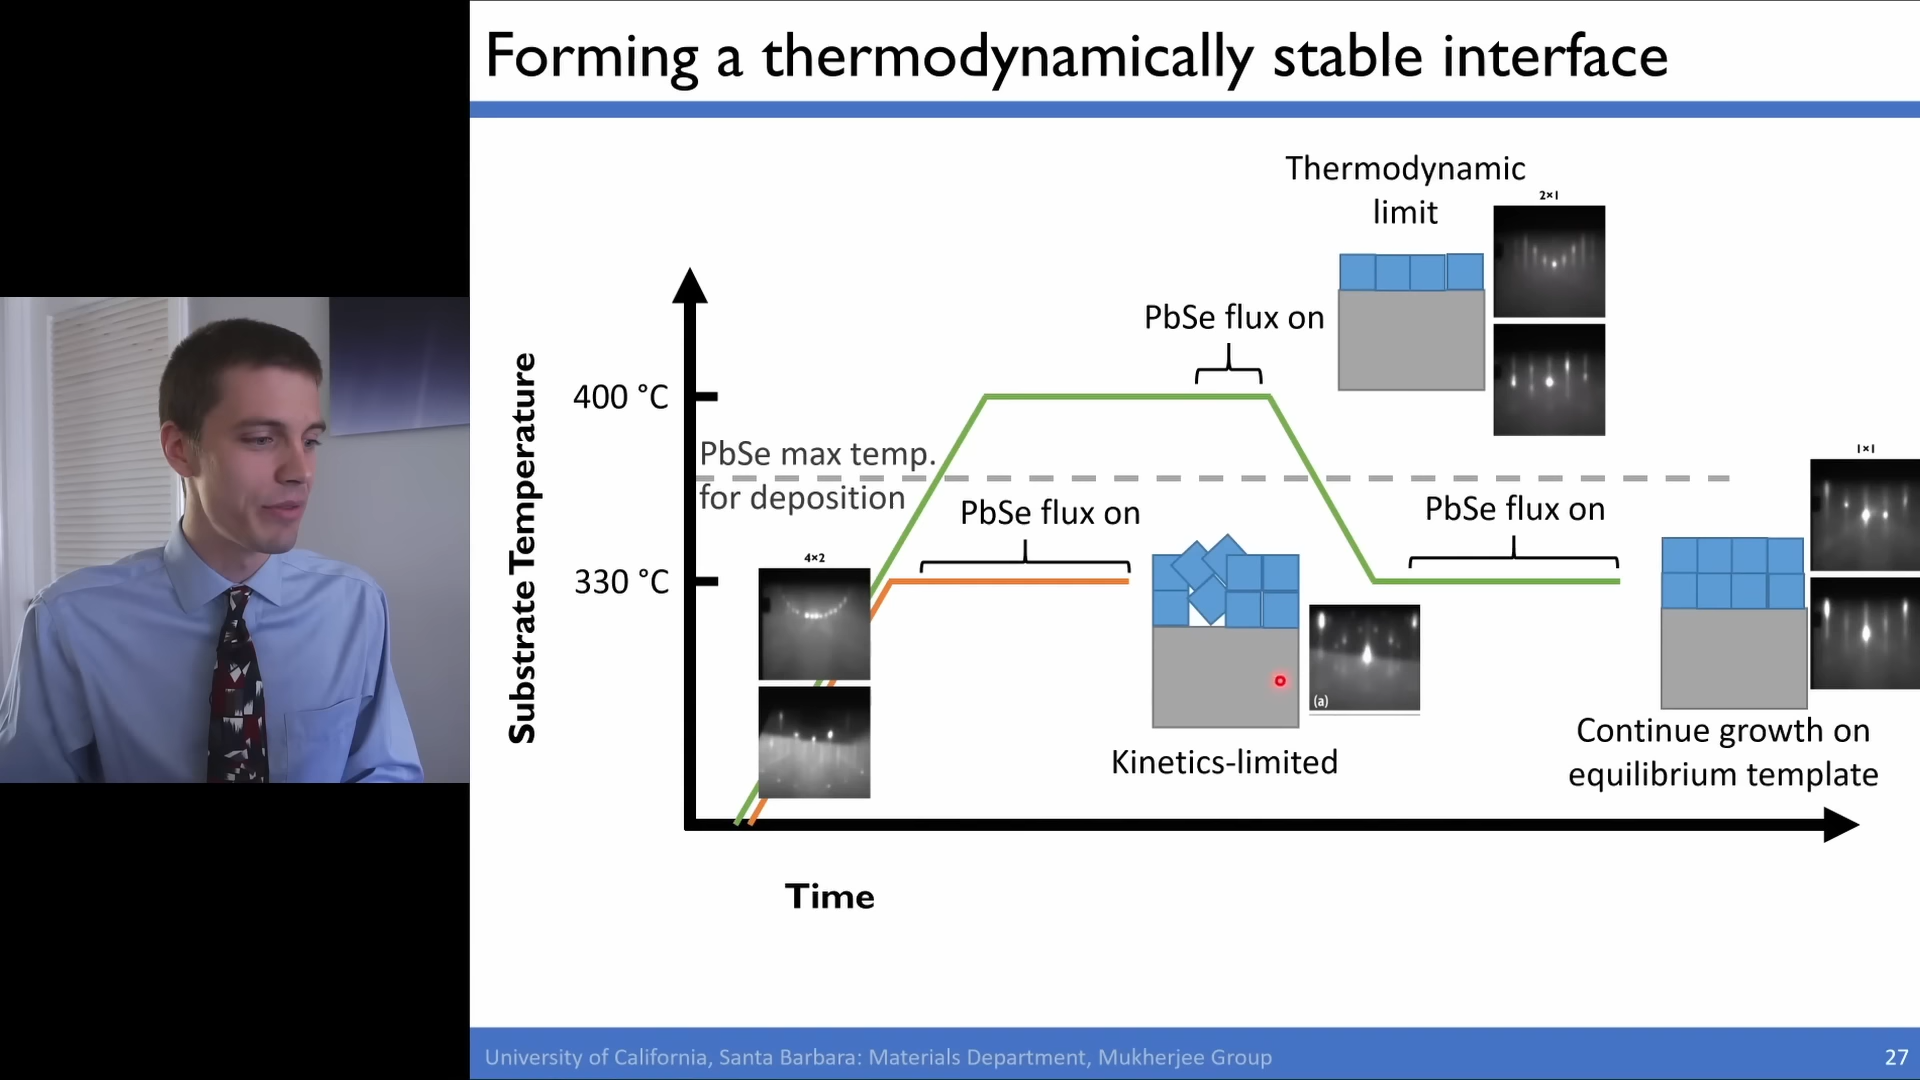 Forming a thermodynamically stable interface
Thermodynamic
limit
2×1
PbSe flux on
400 °C
PbSe max temp.
for deposition
1×1
PbSe flux on
PbSe flux on
4×2
330 °C
Substrate Temperature
(a)
Kinetics-limited
Continue growth on
equilibrium template
Time
University of California, Santa Barbara: Materials Department, Mukherjee Group
27